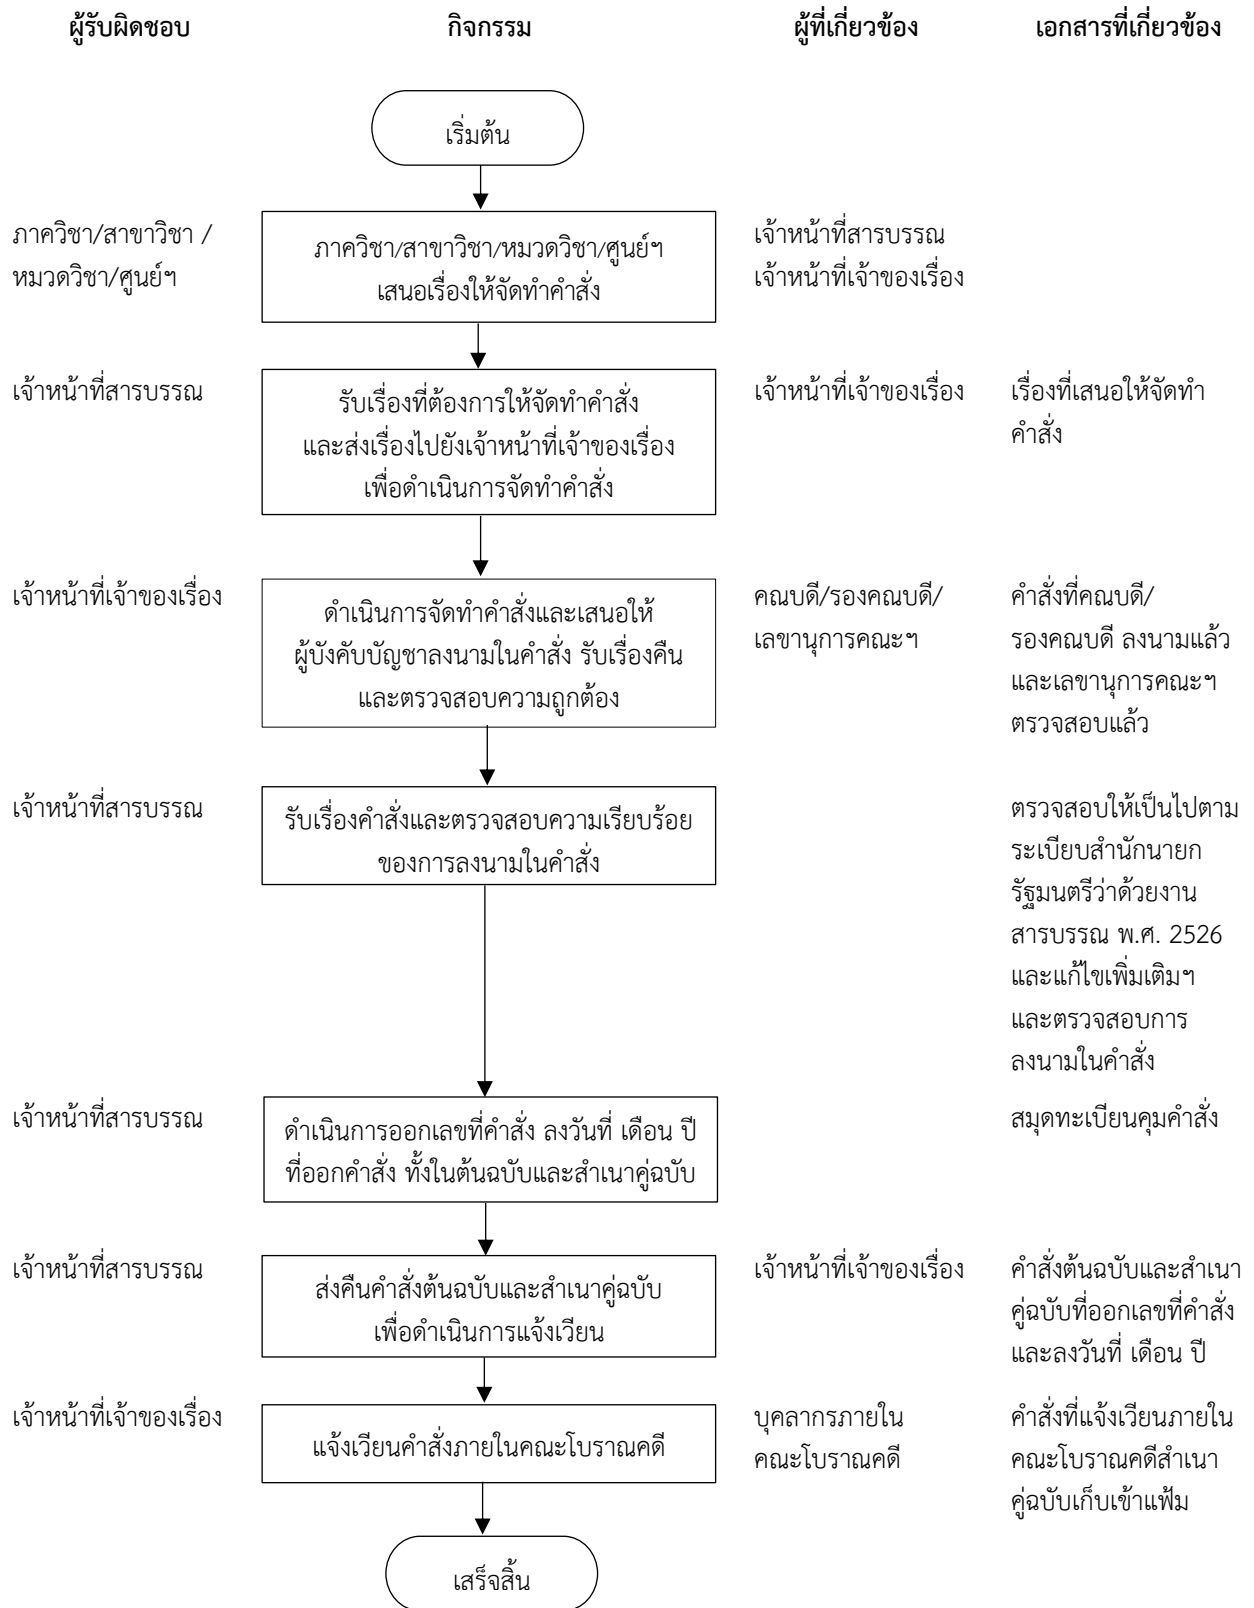 ผู้รับผิดชอบ กิจกรรม ผู้ที่เกี่ยวข้อง เอกสารที่เกี่ยวข้อง
เริ่มต้น
ภาควิชา/สาขาวิชา /
หมวดวิชา/ศูนย์ฯ
ภาควิชา/สาขาวิชา/หมวดวิชา/ศูนย์ฯ
เสนอเรื่องให้จัดทำคำสั่ง
เจ้าหน้าที่สารบรรณ
เจ้าหน้าที่เจ้าของเรื่อง
เจ้าหน้าที่สารบรรณ
รับเรื่องที่ต้องการให้จัดทำคำสั่ง
และส่งเรื่องไปยังเจ้าหน้าที่เจ้าของเรื่อง
เพื่อดำเนินการจัดทำคำสั่ง
เจ้าหน้าที่เจ้าของเรื่อง
เรื่องที่เสนอให้จัดทำ
คำสั่ง
เจ้าหน้าที่เจ้าของเรื่อง
ดำเนินการจัดทำคำสั่งและเสนอให้
ผู้บังคับบัญชาลงนามในคำสั่ง รับเรื่องคืน
และตรวจสอบความถูกต้อง
คณบดี/รองคณบดี/
เลขานุการคณะฯ
คำสั่งที่คณบดี/
รองคณบดี ลงนามแล้ว
และเลขานุการคณะฯ
ตรวจสอบแล้ว
เจ้าหน้าที่สารบรรณ
รับเรื่องคำสั่งและตรวจสอบความเรียบร้อย
ของการลงนามในคำสั่ง
ตรวจสอบให้เป็นไปตาม
ระเบียบสำนักนายก
รัฐมนตรีว่าด้วยงาน
สารบรรณ พ.ศ. 2526
และแก้ไขเพิ่มเติมฯ
และตรวจสอบการ
ลงนามในคำสั่ง
เจ้าหน้าที่สารบรรณ
ดำเนินการออกเลขที่คำสั่ง ลงวันที่ เดือน ปี
ที่ออกคำสั่ง ทั้งในต้นฉบับและสำเนาคู่ฉบับ
สมุดทะเบียนคุมคำสั่ง
เจ้าหน้าที่สารบรรณ
ส่งคืนคำสั่งต้นฉบับและสำเนาคู่ฉบับ
เพื่อดำเนินการแจ้งเวียน
เจ้าหน้าที่เจ้าของเรื่อง
คำสั่งต้นฉบับและสำเนา
คู่ฉบับที่ออกเลขที่คำสั่ง
และลงวันที่ เดือน ปี
เจ้าหน้าที่เจ้าของเรื่อง
แจ้งเวียนคำสั่งภายในคณะโบราณคดี
บุคลากรภายใน
คณะโบราณคดี
คำสั่งที่แจ้งเวียนภายใน
คณะโบราณคดีสำเนา
คู่ฉบับเก็บเข้าแฟ้ม
เสร็จสิ้น